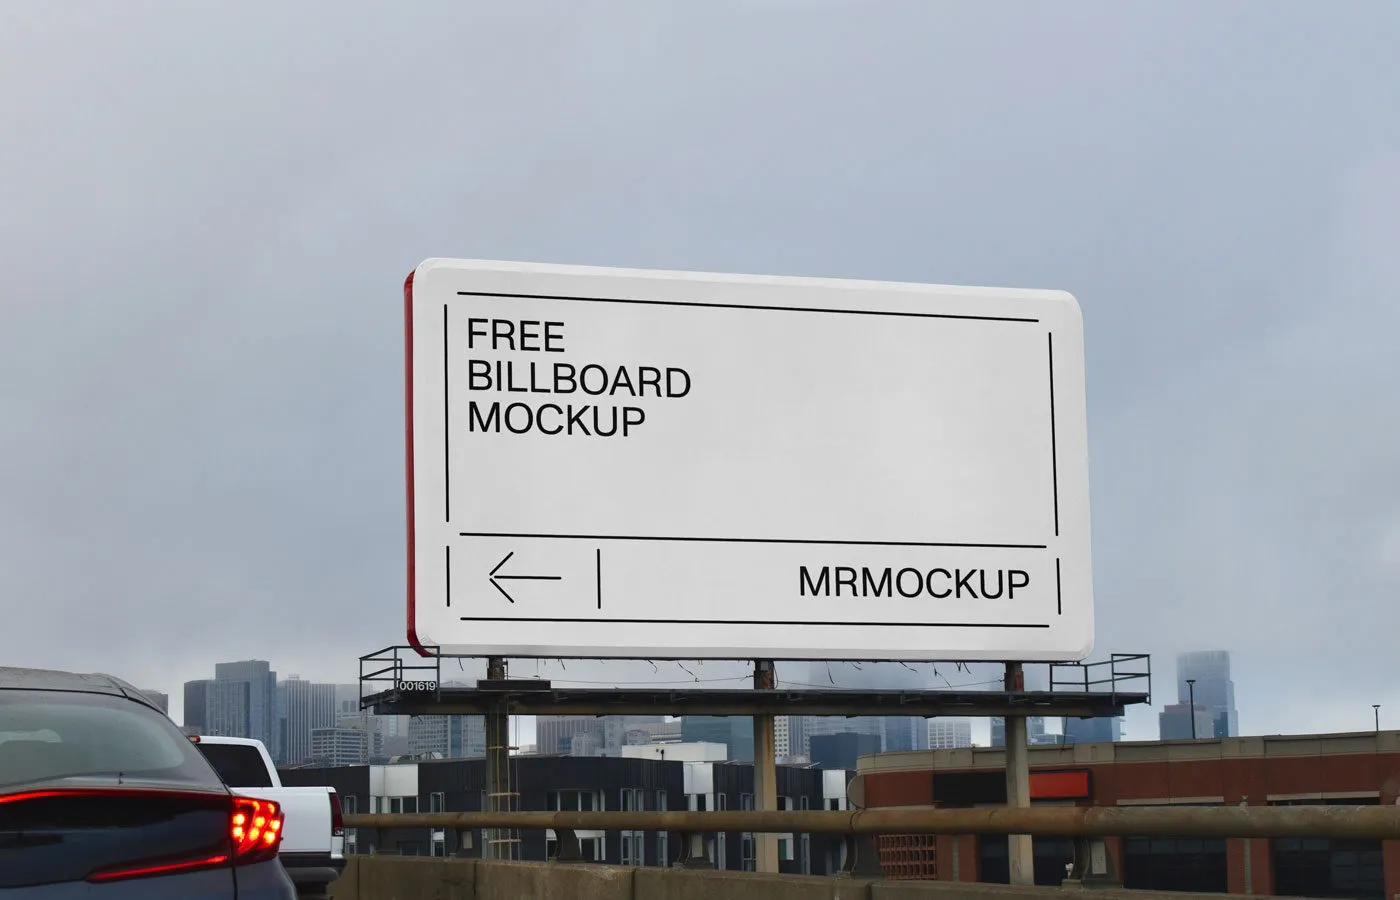 FREE
BILLBOARD
MOCKUP
MRMOCKUP
001619